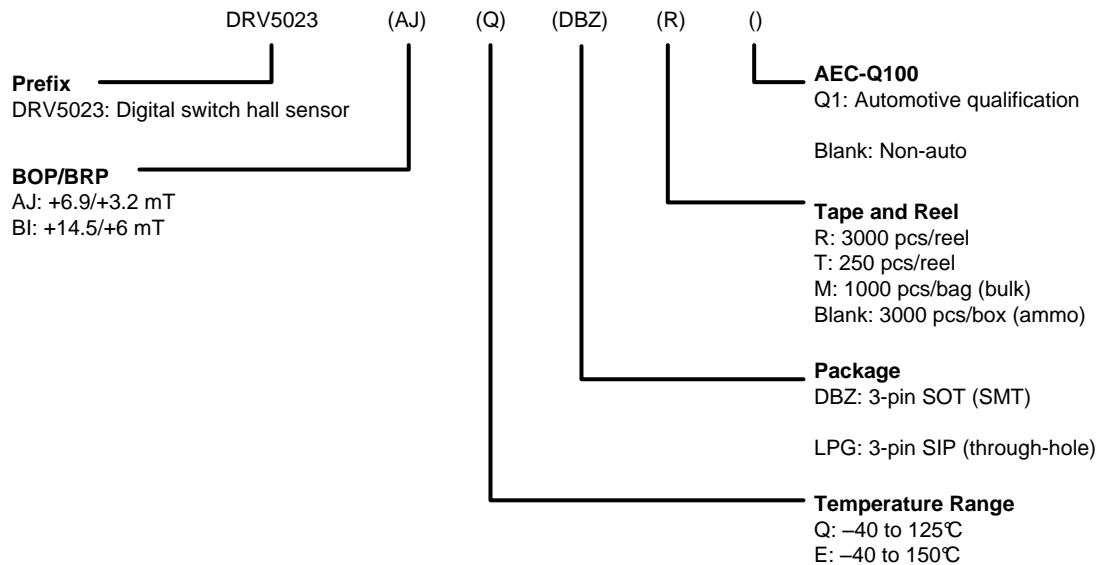 DRV5023 (AJ) (Q) (DBZ) (R) ()
Prefix
DRV5023: Digital switch hall sensor
BOP/BRP
AJ: +6.9/+3.2 mT
BI: +14.5/+6 mT
AEC-Q100
Q1: Automotive qualification
Blank: Non-auto
Tape and Reel
R: 3000 pcs/reel
T: 250 pcs/reel
M: 1000 pcs/bag (bulk)
Blank: 3000 pcs/box (ammo)
Package
DBZ: 3-pin SOT (SMT)
LPG: 3-pin SIP (through-hole)
Temperature Range
Q: –40 to 125℃
E: –40 to 150℃